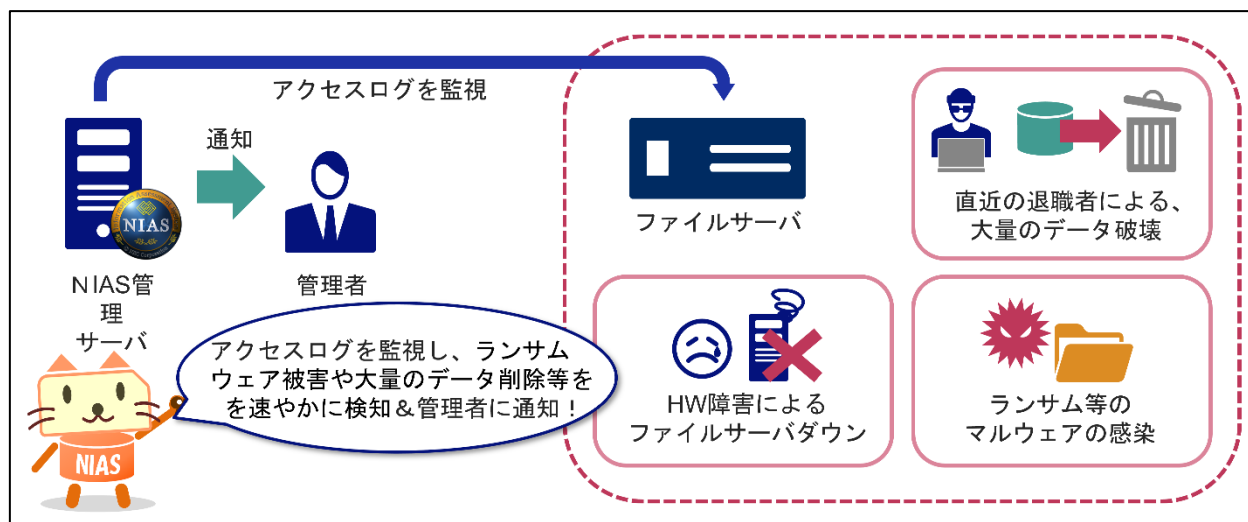 アクセスログを監視
通知
NIAS
NIAS管
理
サーバ
管理者
ファイルサーバ
直近の退職者による、
大量のデータ破壊
アクセスログを監視し、ランサム
ウェア被害や大量のデータ削除等を
を速やかに検知＆管理者に通知！
NIAS
HW障害による
ファイルサーバダウン
ランサム等の
マルウェアの感染